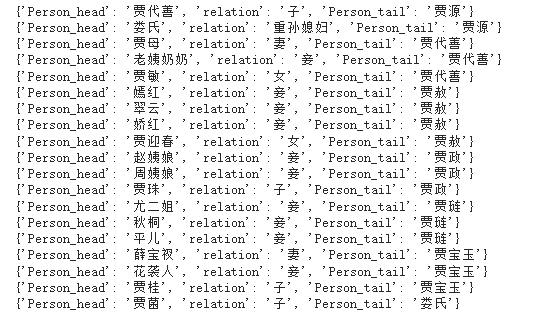 {'Person_head': '贾代善', 'relation': '子', 'Person_tail': '贾源'}
{'Person_head': '娄氏', 'relation': '重孙媳妇', 'Person_tail': '贾源'}
{'Person_head': '贾母', 'relation': '妻', 'Person_tail': '贾代善'}
{'Person_head': '老姨奶奶', 'relation': '妾', 'Person_tail': '贾代善'}
{'Person_head': '贾敏', 'relation': '女', 'Person_tail': '贾代善'}
{'Person_head': '嫣红', 'relation': '妾', 'Person_tail': '贾赦'}
{'Person_head': '翠云', 'relation': '妾', 'Person_tail': '贾赦'}
{'Person_head': '娇红', 'relation': '妾', 'Person_tail': '贾赦'}
{'Person_head': '贾迎春', 'relation': '女', 'Person_tail': '贾赦'}
{'Person_head': '赵姨娘', 'relation': '妾', 'Person_tail': '贾政'}
{'Person_head': '周姨娘', 'relation': '妾', 'Person_tail': '贾政'}
{'Person_head': '贾珠', 'relation': '子', 'Person_tail': '贾政'}
{'Person_head': '尤二姐', 'relation': '妾', 'Person_tail': '贾琏'}
{'Person_head': '秋桐', 'relation': '妾', 'Person_tail': '贾琏'}
{'Person_head': '平儿', 'relation': '妾', 'Person_tail': '贾琏'}
{'Person_head': '薛宝钗', 'relation': '妻', 'Person_tail': '贾宝玉'}
{'Person_head': '花袭人', 'relation': '妾', 'Person_tail': '贾宝玉'}
{'Person_head': '贾桂', 'relation': '子', 'Person_tail': '贾宝玉'}
{'Person_head': '贾菌', 'relation': '子', 'Person_tail': '娄氏'}